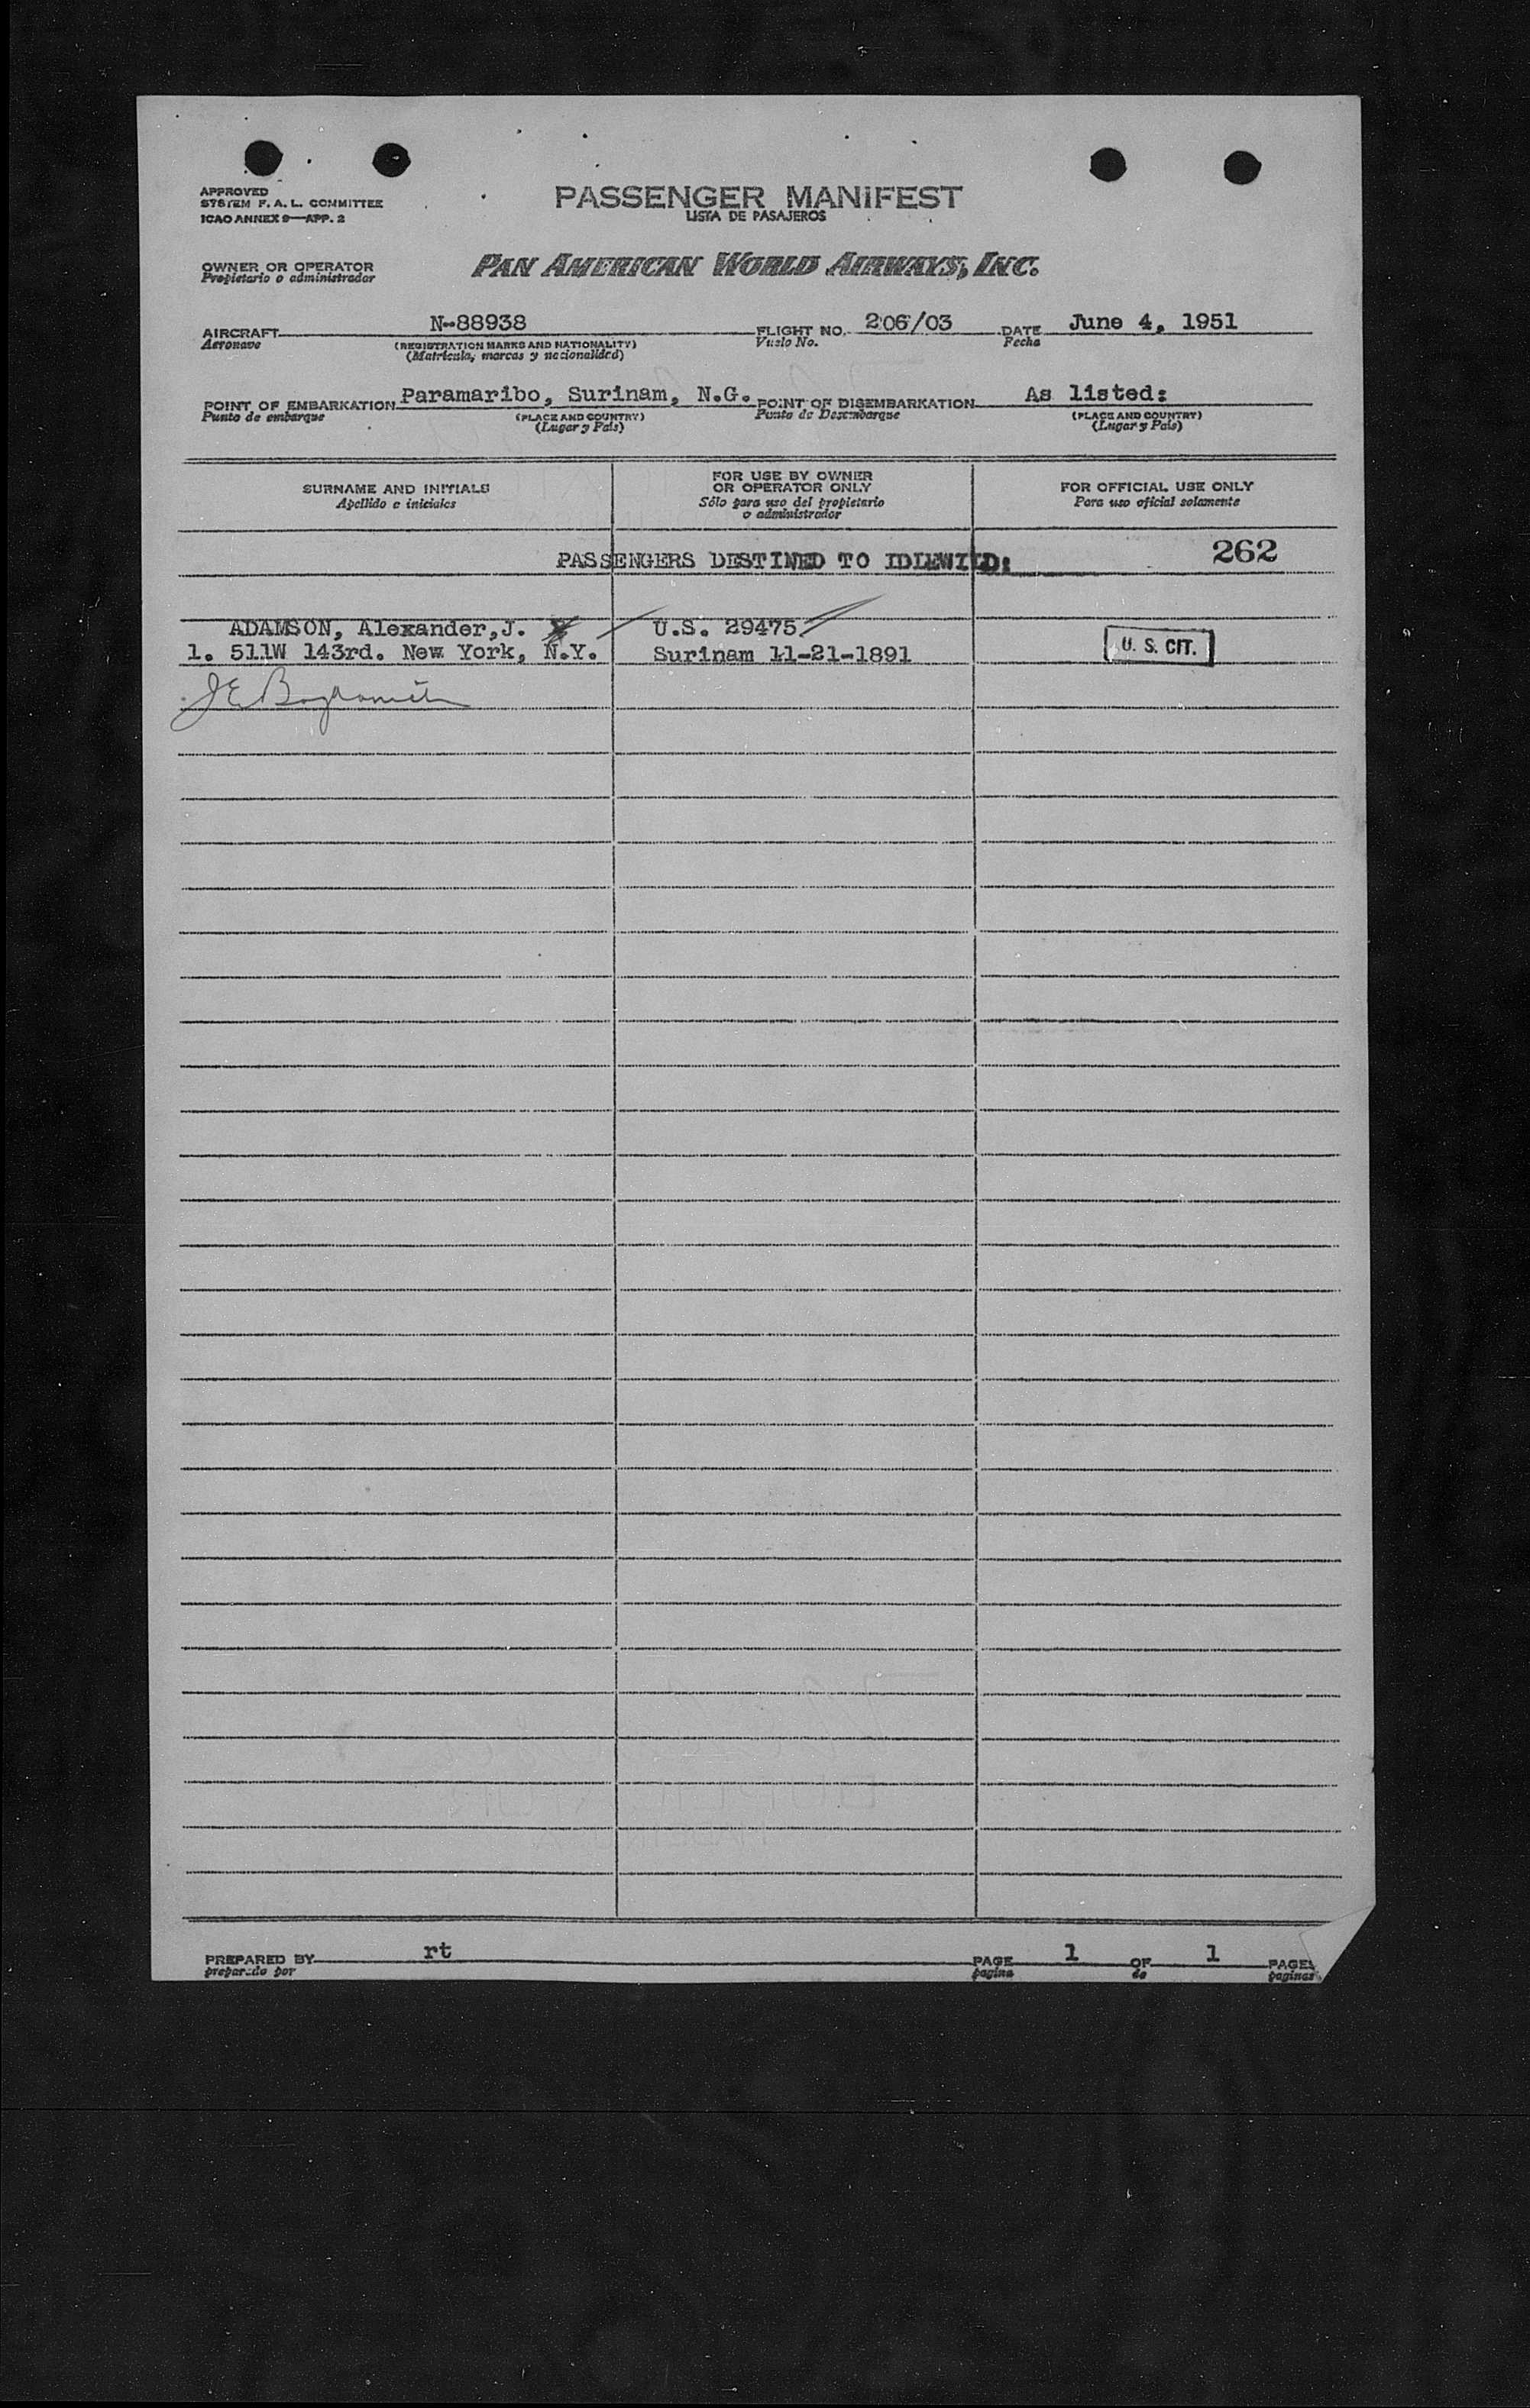 APPROVED
SYSTEM F. A. L. COMMITTEE
ICAO ANNEX 9—APP. 2
PASSENGER MANIFEST
LISTA DE PASAJEROS
OWNER OR OPERATOR
Propietario o administrador
PAN AMERICAN WORLD AIRWAYS, INC.
AIRCRAFT N-88938 FLIGHT NO. 206/03 DATE June 4, 1951
Aeronave (REGISTRATION MARKS AND NATIONALITY) Vuelo No. Fecha
(Matricula, marcas y nacionalidad)
POINT OF EMBARKATION Paramaribo, Surinam, N.G. POINT OF DISEMBARKATION As listed:
Punto de embarque (PLACE AND COUNTRY) Punto de Desembarque (PLACE AND COUNTRY)
(Lugar y País) (Lugar y País)
SURNAME AND INITIALS
Apellido e iniciales
FOR USE BY OWNER
OR OPERATOR ONLY
Sólo para uso del propietario
o administrador
FOR OFFICIAL USE ONLY
Para uso oficial solamente
PASSENGERS DESTINED TO IDLEWILD: 262
ADAMSON, Alexander,J. U.S. 29475
1. 511W 143rd. New York, N.Y. Surinam 11-21-1891 U. S. CIT.
PREPARED BY rt PAGE 1 OF 1 PAGES
preparado por pagina de paginas